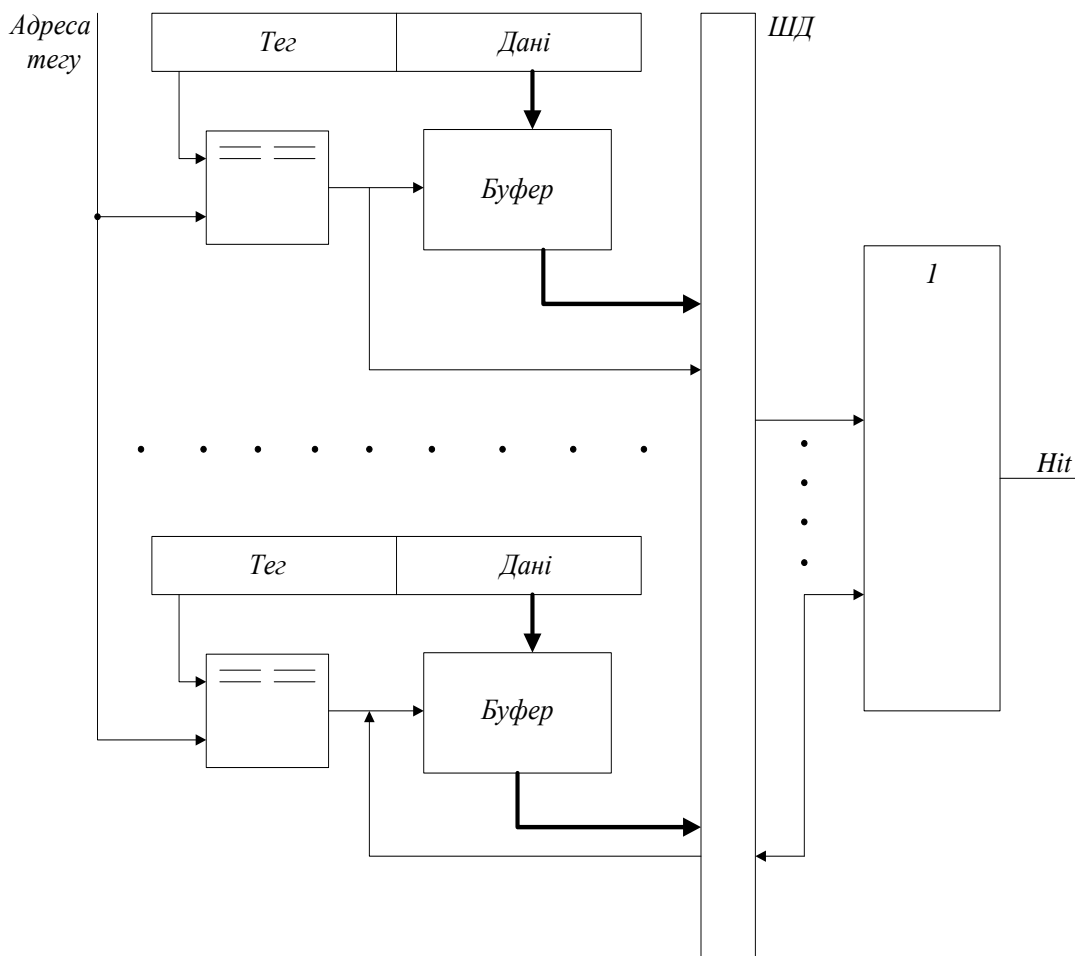 Адреса
тегу
Тег
Дані
ШД
== ==
Буфер
1
Hit
Тег
Дані
== ==
Буфер